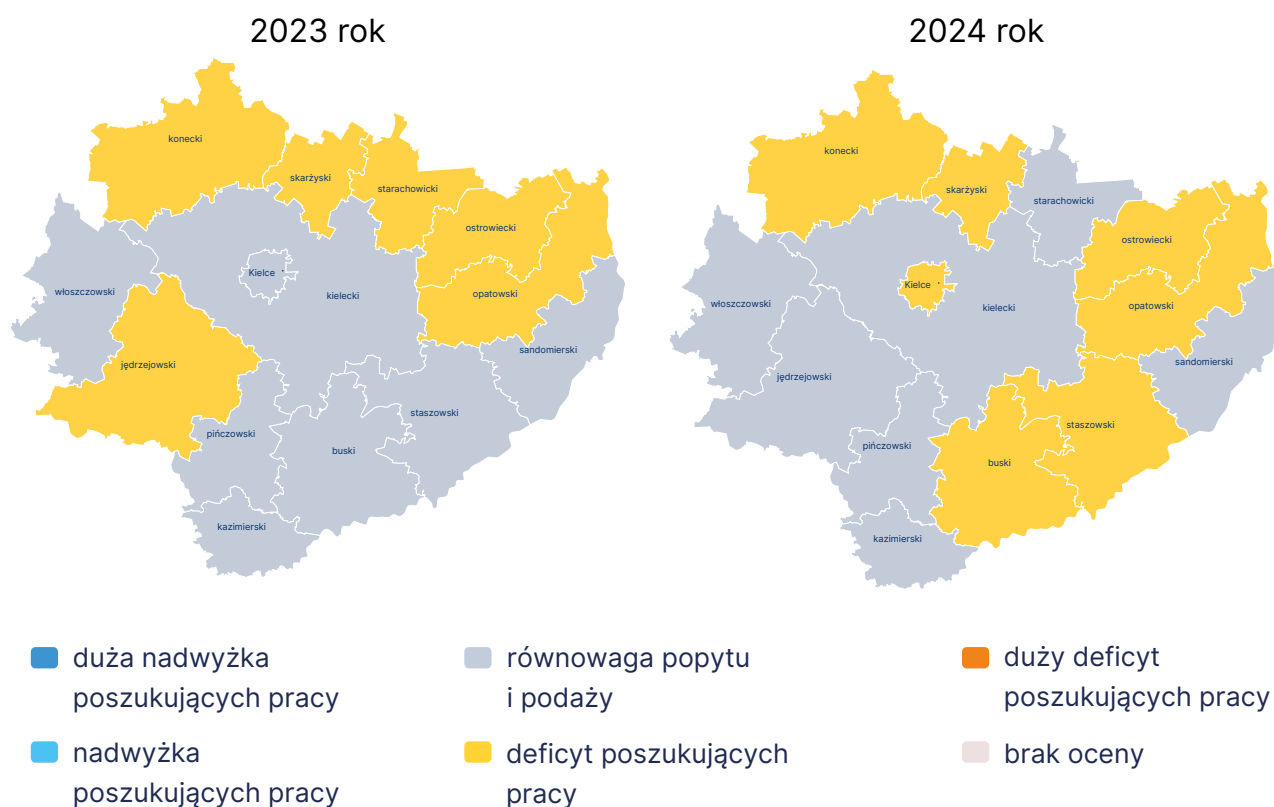 2023 rok
konecki
skarżyski
starachowicki
ostrowiecki
Kielce
opatowski
włoszczowski
kielecki
sandomierski
jędrzejowski
staszowski
pińczowski
buski
kazimierski
2024 rok
konecki
skarżyski
starachowicki
ostrowiecki
Kielce
opatowski
włoszczowski
kielecki
sandomierski
jędrzejowski
staszowski
pińczowski
buski
kazimierski
duża nadwyżka
poszukujących pracy
nadwyżka
poszukujących pracy
równowaga popytu
i podaży
deficyt poszukujących
pracy
duży deficyt
poszukujących pracy
brak oceny